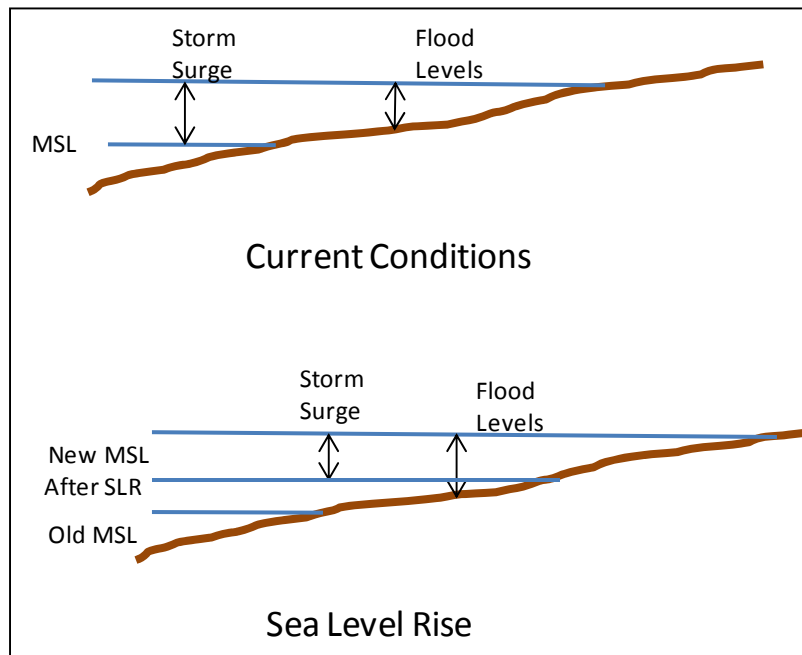 Storm
Surge
Flood
Levels
MSL
Current Conditions
Storm
Surge
Flood
Levels
New MSL
After SLR
Old MSL
Sea Level Rise